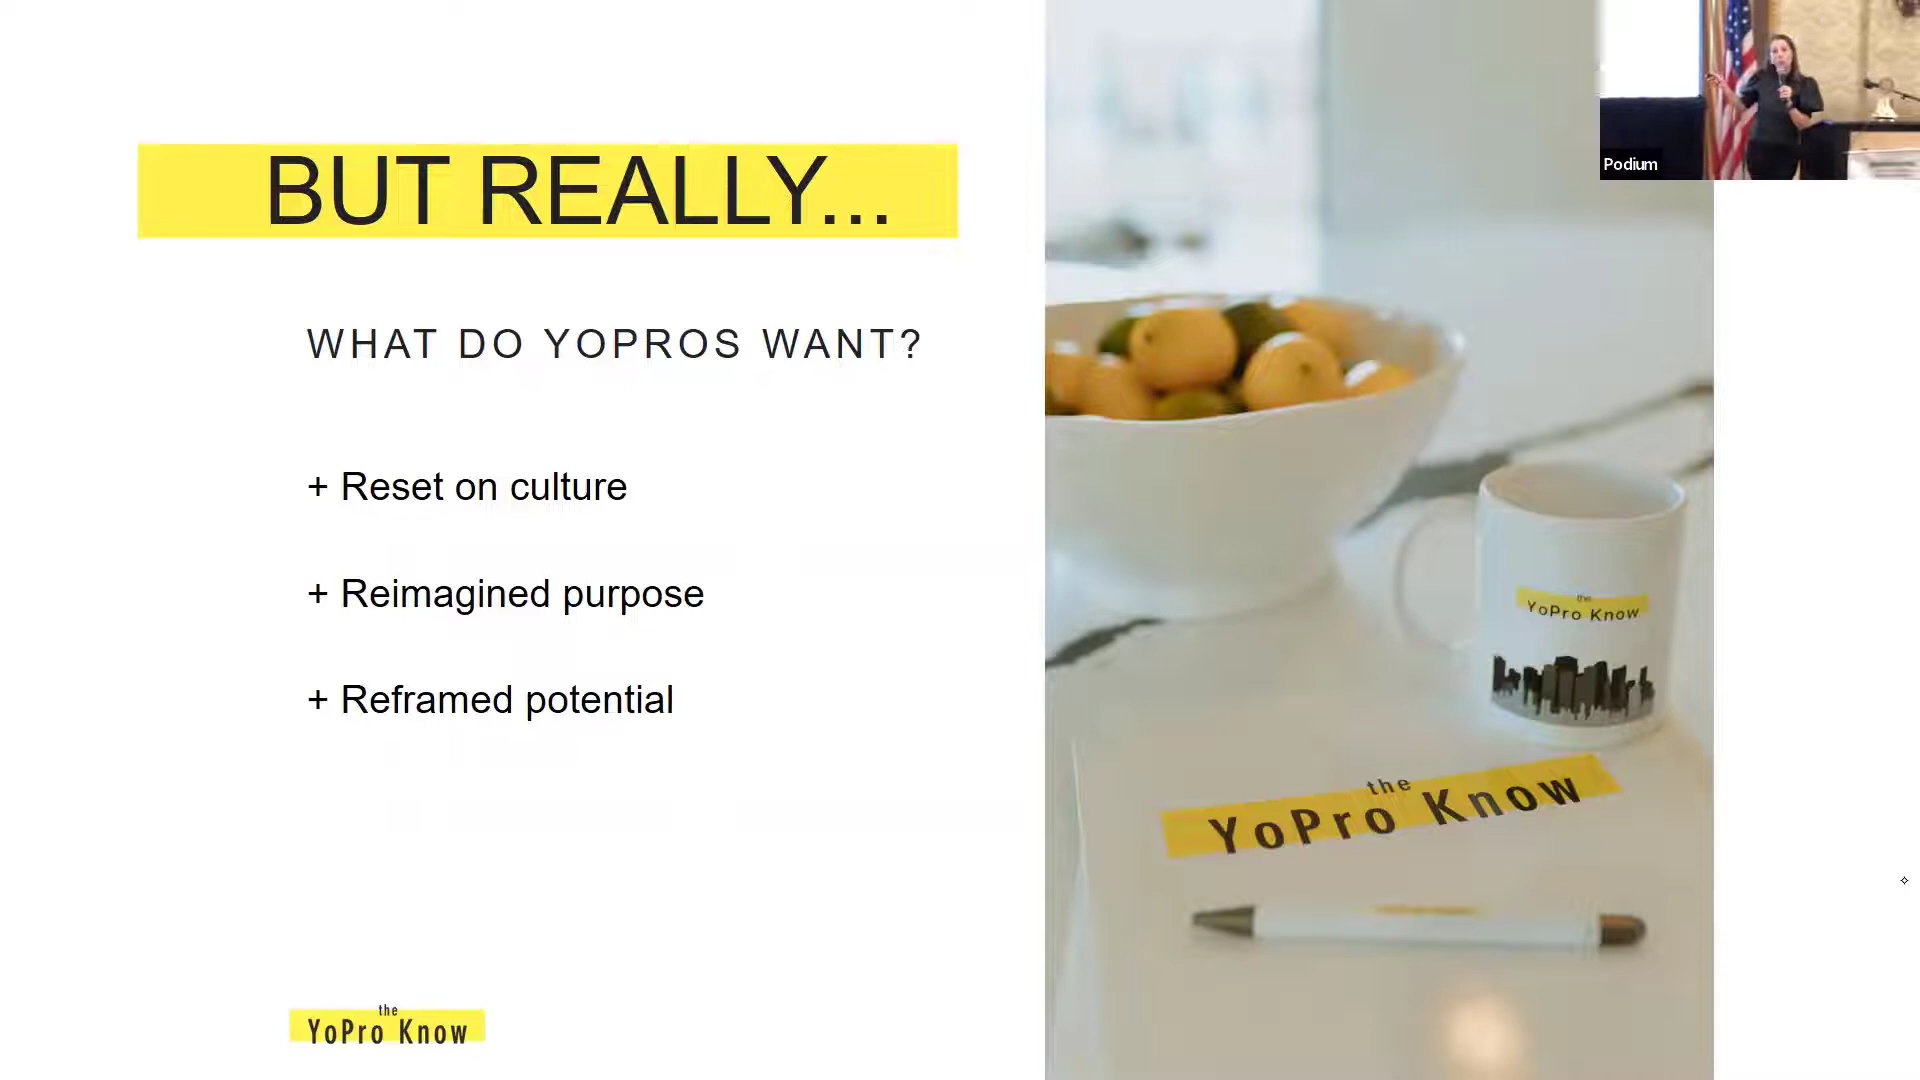 BUT REALLY...
WHAT DO YOPROS WANT?
+ Reset on culture
+ Reimagined purpose
+ Reframed potential
the
YoPro Know
Podium
the
YoPro Know
the
YoPro Know